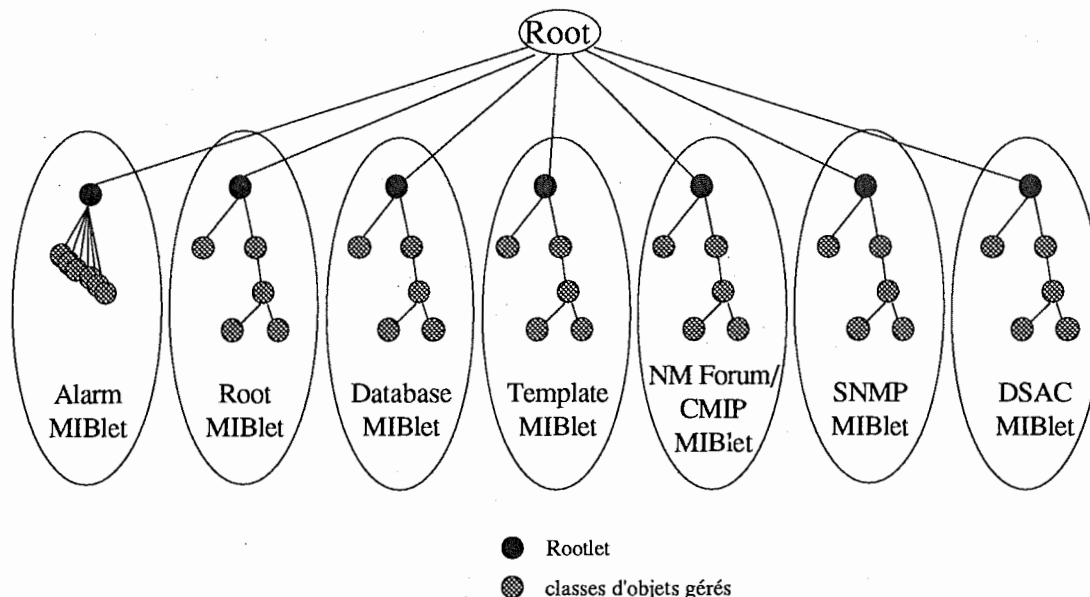 Root
Alarm
MIBlet
Root
MIBlet
Database
MIBlet
Template
MIBlet
NM Forum/
CMIP
MIBlet
SNMP
MIBlet
DSAC
MIBlet
Rootlet
classes d'objets gérés